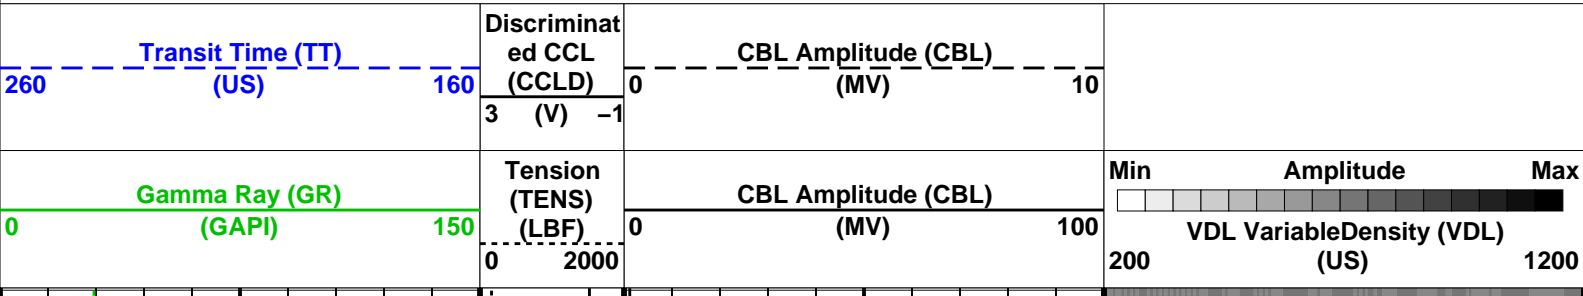 Transit Time (TT)
260 (US) 160
Discriminat
ed CCL
(CCLD)
3 (V) –1
CBL Amplitude (CBL)
0 (MV) 10
Gamma Ray (GR)
0 (GAPI) 150
Tension
(TENS)
(LBF)
0 2000
CBL Amplitude (CBL)
0 (MV) 100
Min Amplitude Max
VDL VariableDensity (VDL)
200 (US) 1200